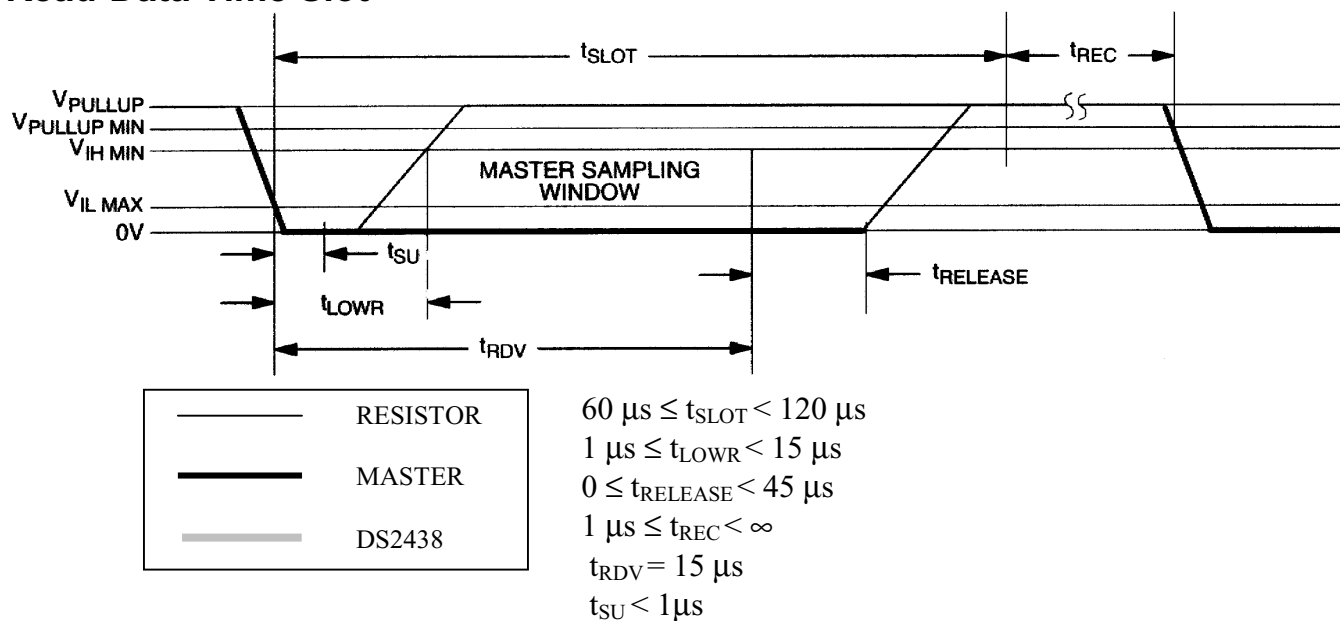 Read Data Time Slot
tSLOT
tREC
VPULLUP
VPULLUP MIN
VIH MIN
MASTER SAMPLING
WINDOW
VIL MAX
0V
tSU
tRELEASE
tLOWR
tRDV
RESISTOR
MASTER
DS2438
60 μs ≤ tSLOT < 120 μs
1 μs ≤ tLOWR < 15 μs
0 ≤ tRELEASE < 45 μs
1 μs ≤ tREC < ∞
tRDV = 15 μs
tSU < 1μs